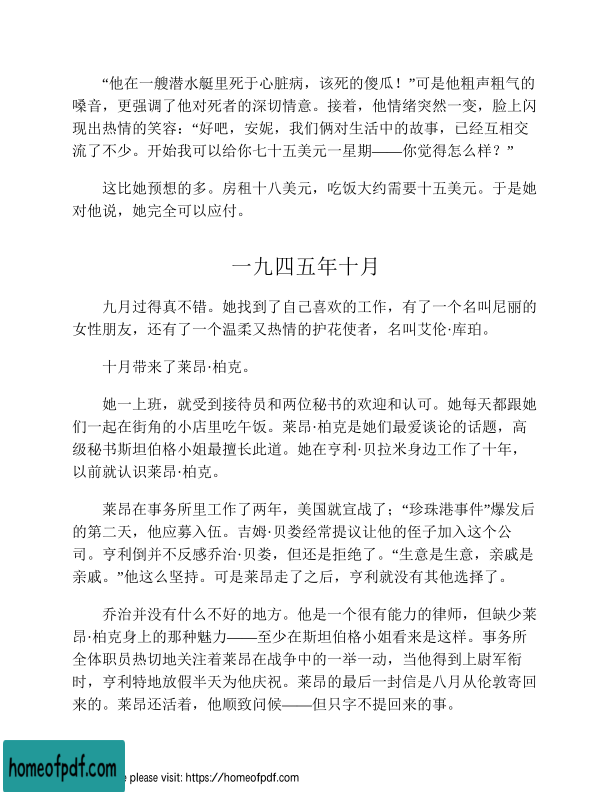 “他在一艘潜水艇里死于心脏病，该死的傻瓜！”可是他粗声粗气的
嗓音，更强调了他对死者的深切情意。接着，他情绪突然一变，脸上闪
现出热情的笑容：“好吧，安妮，我们俩对生活中的故事，已经互相交
流了不少。开始我可以给你七十五美元一星期——你觉得怎么样？”
这比她预想的多。房租十八美元，吃饭大约需要十五美元。于是她
对他说，她完全可以应付。
一九四五年十月
九月过得真不错。她找到了自己喜欢的工作，有了一个名叫尼丽的
女性朋友，还有了一个温柔又热情的护花使者，名叫艾伦·库珀。
十月带来了莱昂·柏克。
她一上班，就受到接待员和两位秘书的欢迎和认可。她每天都跟她
们一起在街角的小店里吃午饭。莱昂·柏克是她们最爱谈论的话题，高
级秘书斯坦伯格小姐最擅长此道。她在亨利·贝拉米身边工作了十年，
以前就认识莱昂·柏克。
莱昂在事务所里工作了两年，美国就宣战了；“珍珠港事件”爆发后
的第二天，他应募入伍。吉姆·贝娄经常提议让他的侄子加入这个公
司。亨利倒并不反感乔治·贝娄，但还是拒绝了。“生意是生意，亲戚是
亲戚。”他这么坚持。可是莱昂走了之后，亨利就没有其他选择了。
乔治并没有什么不好的地方。他是一个很有能力的律师，但缺少莱
昂·柏克身上的那种魅力——至少在斯坦伯格小姐看来是这样。事务所
全体职员热切地关注着莱昂在战争中的一举一动，当他得到上尉军衔
时，亨利特地放假半天为他庆祝。莱昂的最后一封信是八月从伦敦寄回
来的。莱昂还活着，他顺致问候——但只字不提回来的事。
homeofpdf.com
e please visit: https://homeofpdf.com